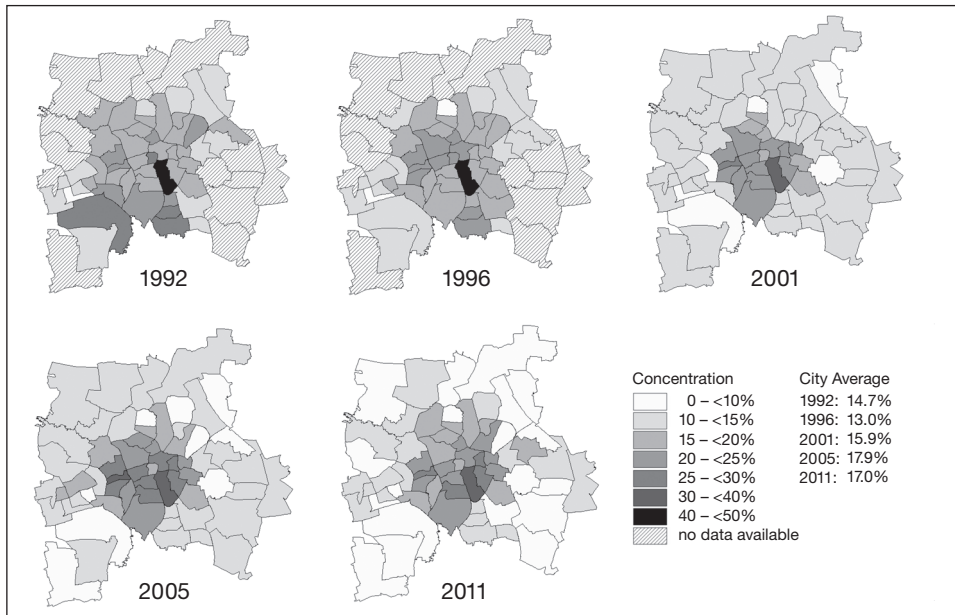 1992
1996
2001
2005
2011
Concentration
0 – <10%
10 – <15%
15 – <20%
20 – <25%
25 – <30%
30 – <40%
40 – <50%
no data available
City Average
1992: 14.7%
1996: 13.0%
2001: 15.9%
2005: 17.9%
2011: 17.0%